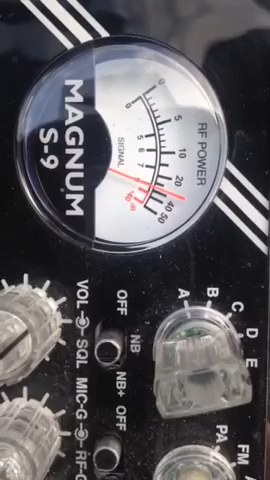 MAGNUM
S-9
RF POWER
0 5 10 20 40 50
SIGNAL
OFF
NB
NB+
VOL SQL
A B C D E
OFF
MIC-G RF-G
PA FM